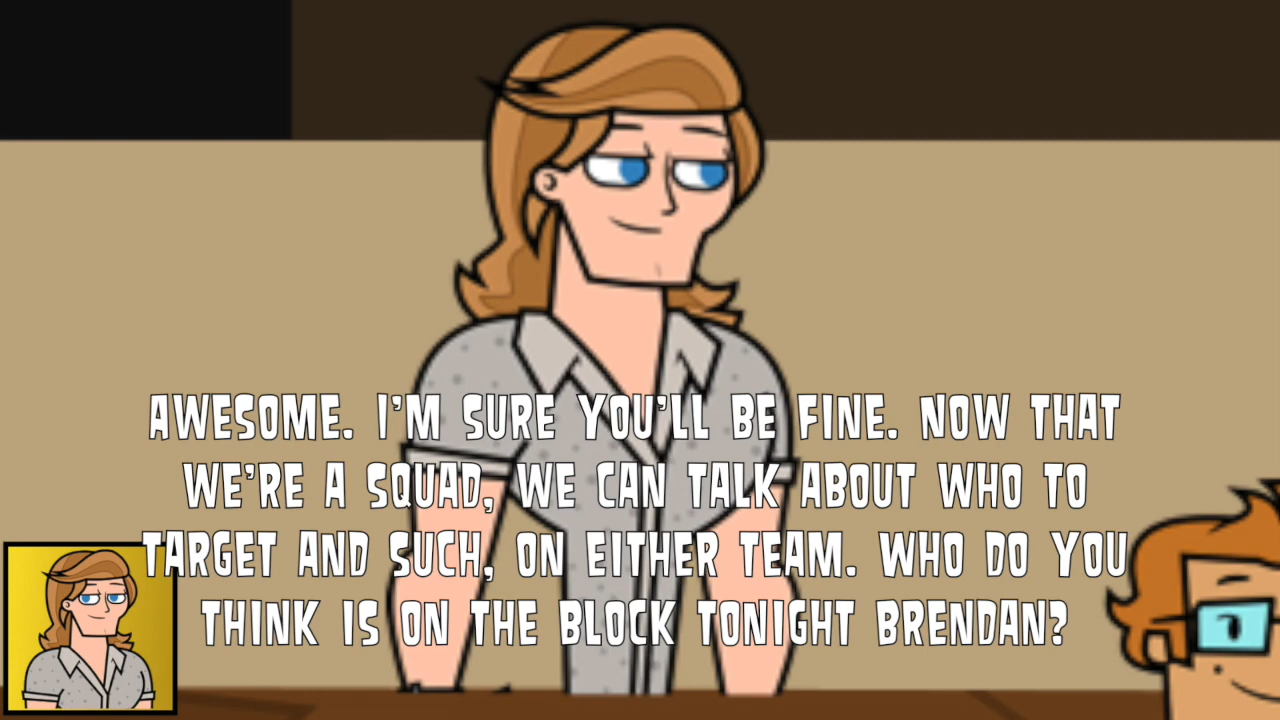 AWESOME. I'M SURE YOU'LL BE FINE. NOW THAT
WE'RE A SQUAD, WE CAN TALK ABOUT WHO TO
TARGET AND SUCH, ON EITHER TEAM. WHO DO YOU
THINK IS ON THE BLOCK TONIGHT BRENDAN?